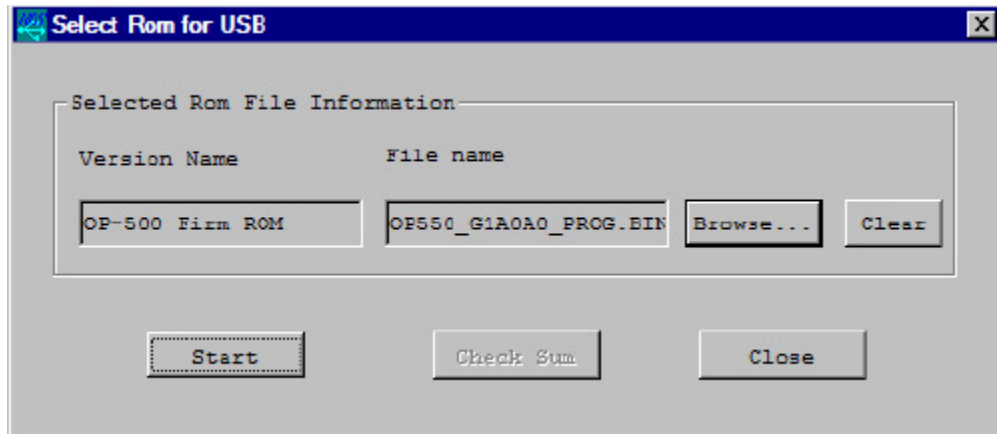 Select Rom for USB
Selected Rom File Information
Version Name
File name
OP-500 Firm ROM
OP550_G1A0A0_PROG.BIN
Browse...
Clear
Start
Check Sum
Close